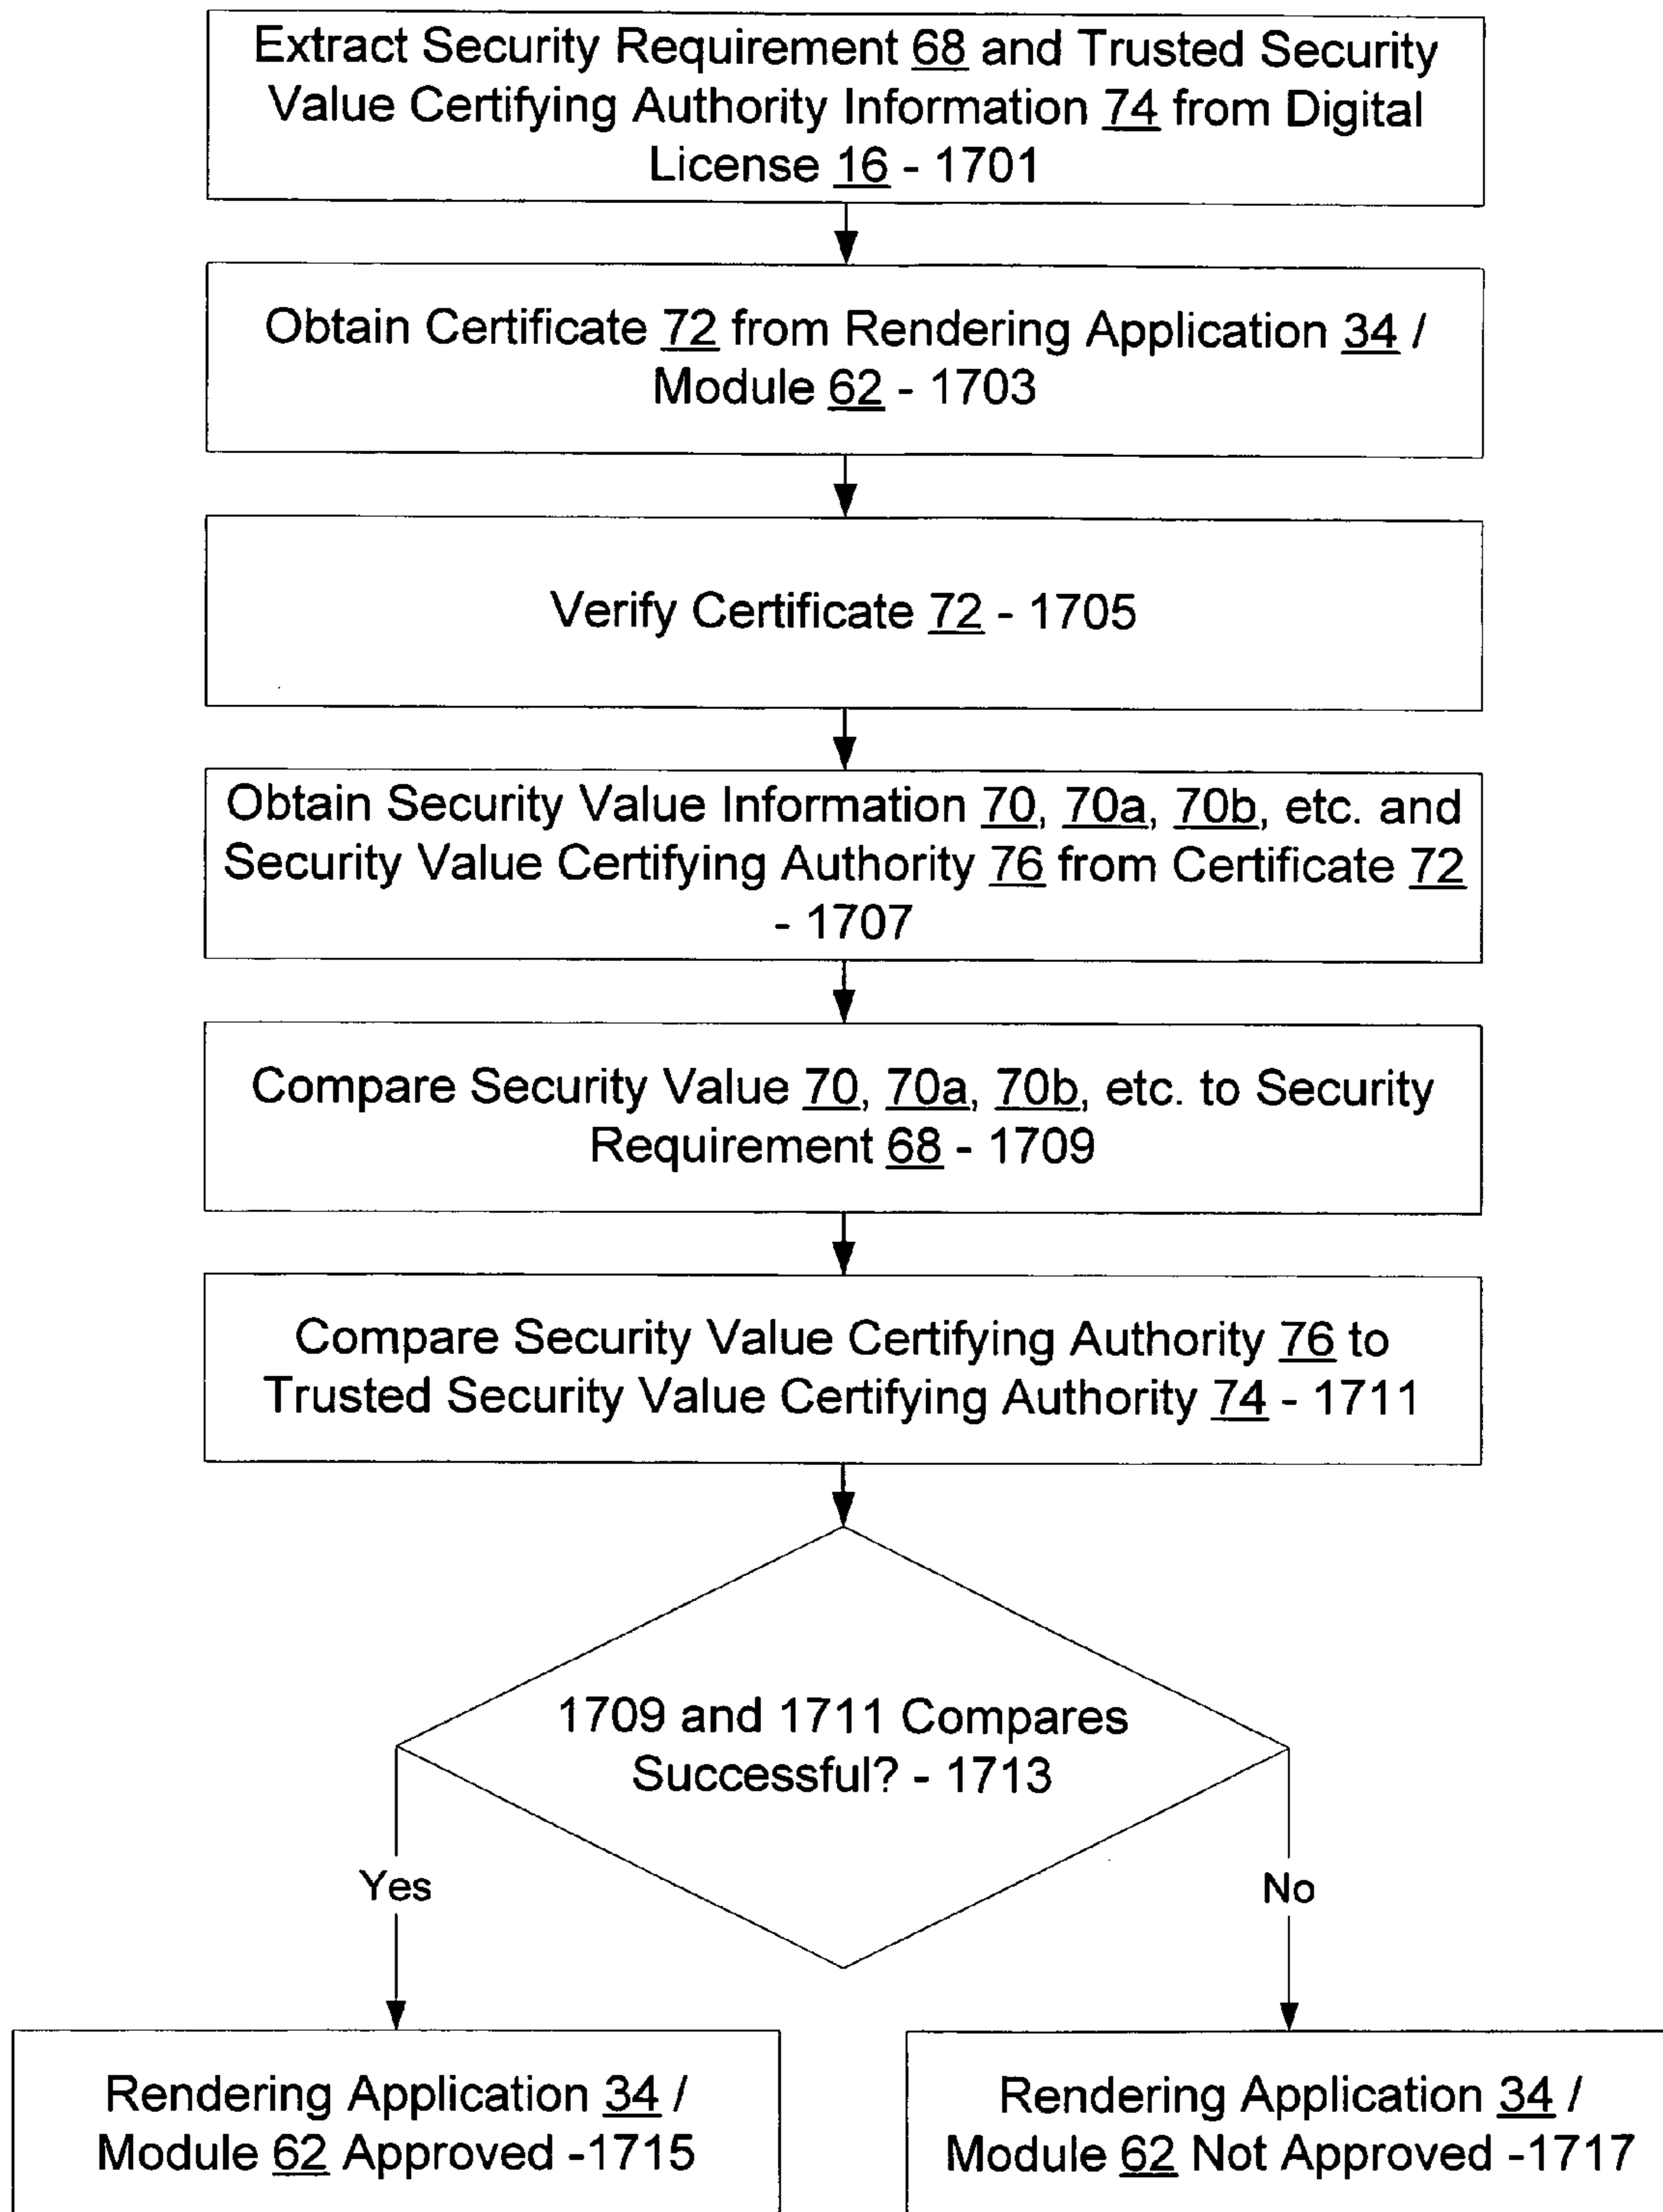 Extract Security Requirement 68 and Trusted Security
Value Certifying Authority Information 74 from Digital
License 16 - 1701
Obtain Certificate 72 from Rendering Application 34 /
Module 62 - 1703
Verify Certificate 72 - 1705
Obtain Security Value Information 70, 70a, 70b, etc. and
Security Value Certifying Authority 76 from Certificate 72
- 1707
Compare Security Value 70, 70a, 70b, etc. to Security
Requirement 68 - 1709
Compare Security Value Certifying Authority 76 to
Trusted Security Value Certifying Authority 74 - 1711
1709 and 1711 Compares
Successful? - 1713
Yes
No
Rendering Application 34 /
Module 62 Approved -1715
Rendering Application 34 /
Module 62 Not Approved -1717